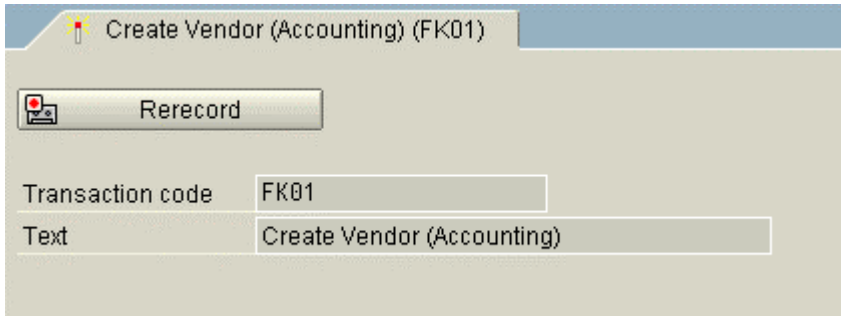 Create Vendor (Accounting) (FK01)
Rerecord
Transaction code FK01
Text Create Vendor (Accounting)